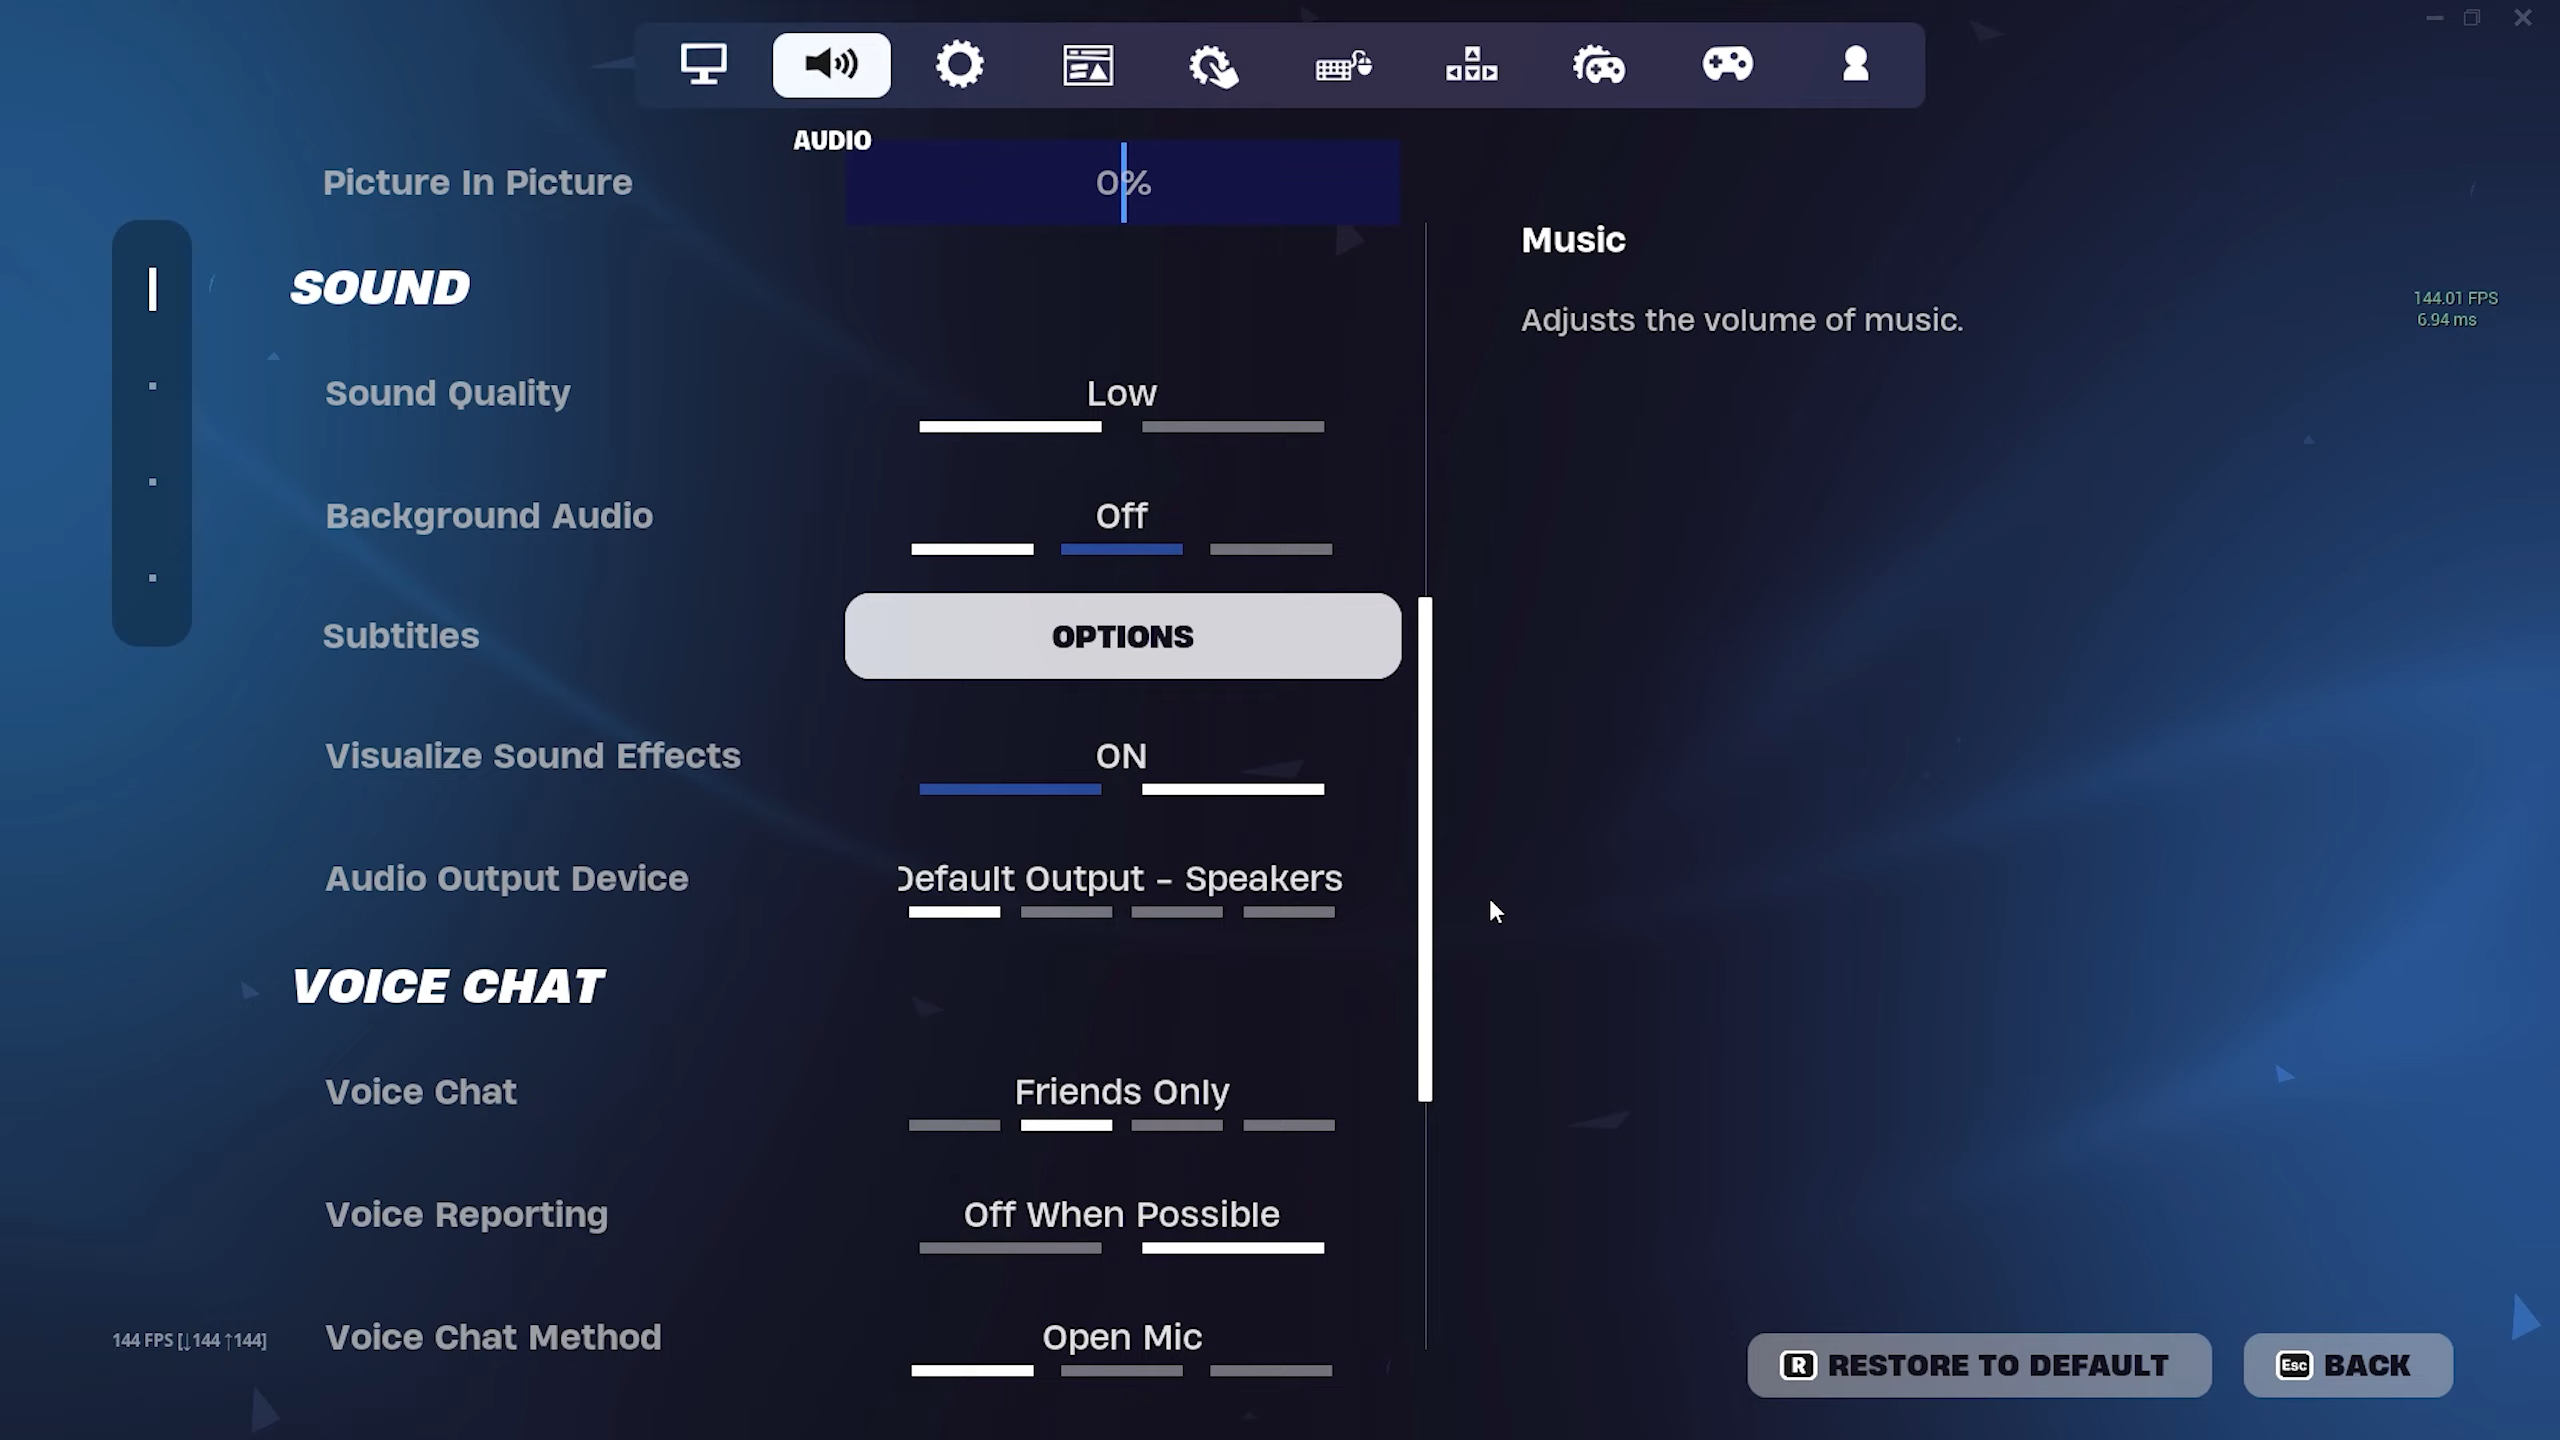 AUDIO
Picture In Picture
0%
Music
SOUND
Adjusts the volume of music.
144.01 FPS
6.94 ms
Sound Quality
Low
Background Audio
Off
Subtitles
OPTIONS
Visualize Sound Effects
ON
Audio Output Device
Default Output - Speakers
VOICE CHAT
Voice Chat
Friends Only
Voice Reporting
Off When Possible
Voice Chat Method
Open Mic
144 FPS [↓144 ↑144]
R RESTORE TO DEFAULT
Esc BACK